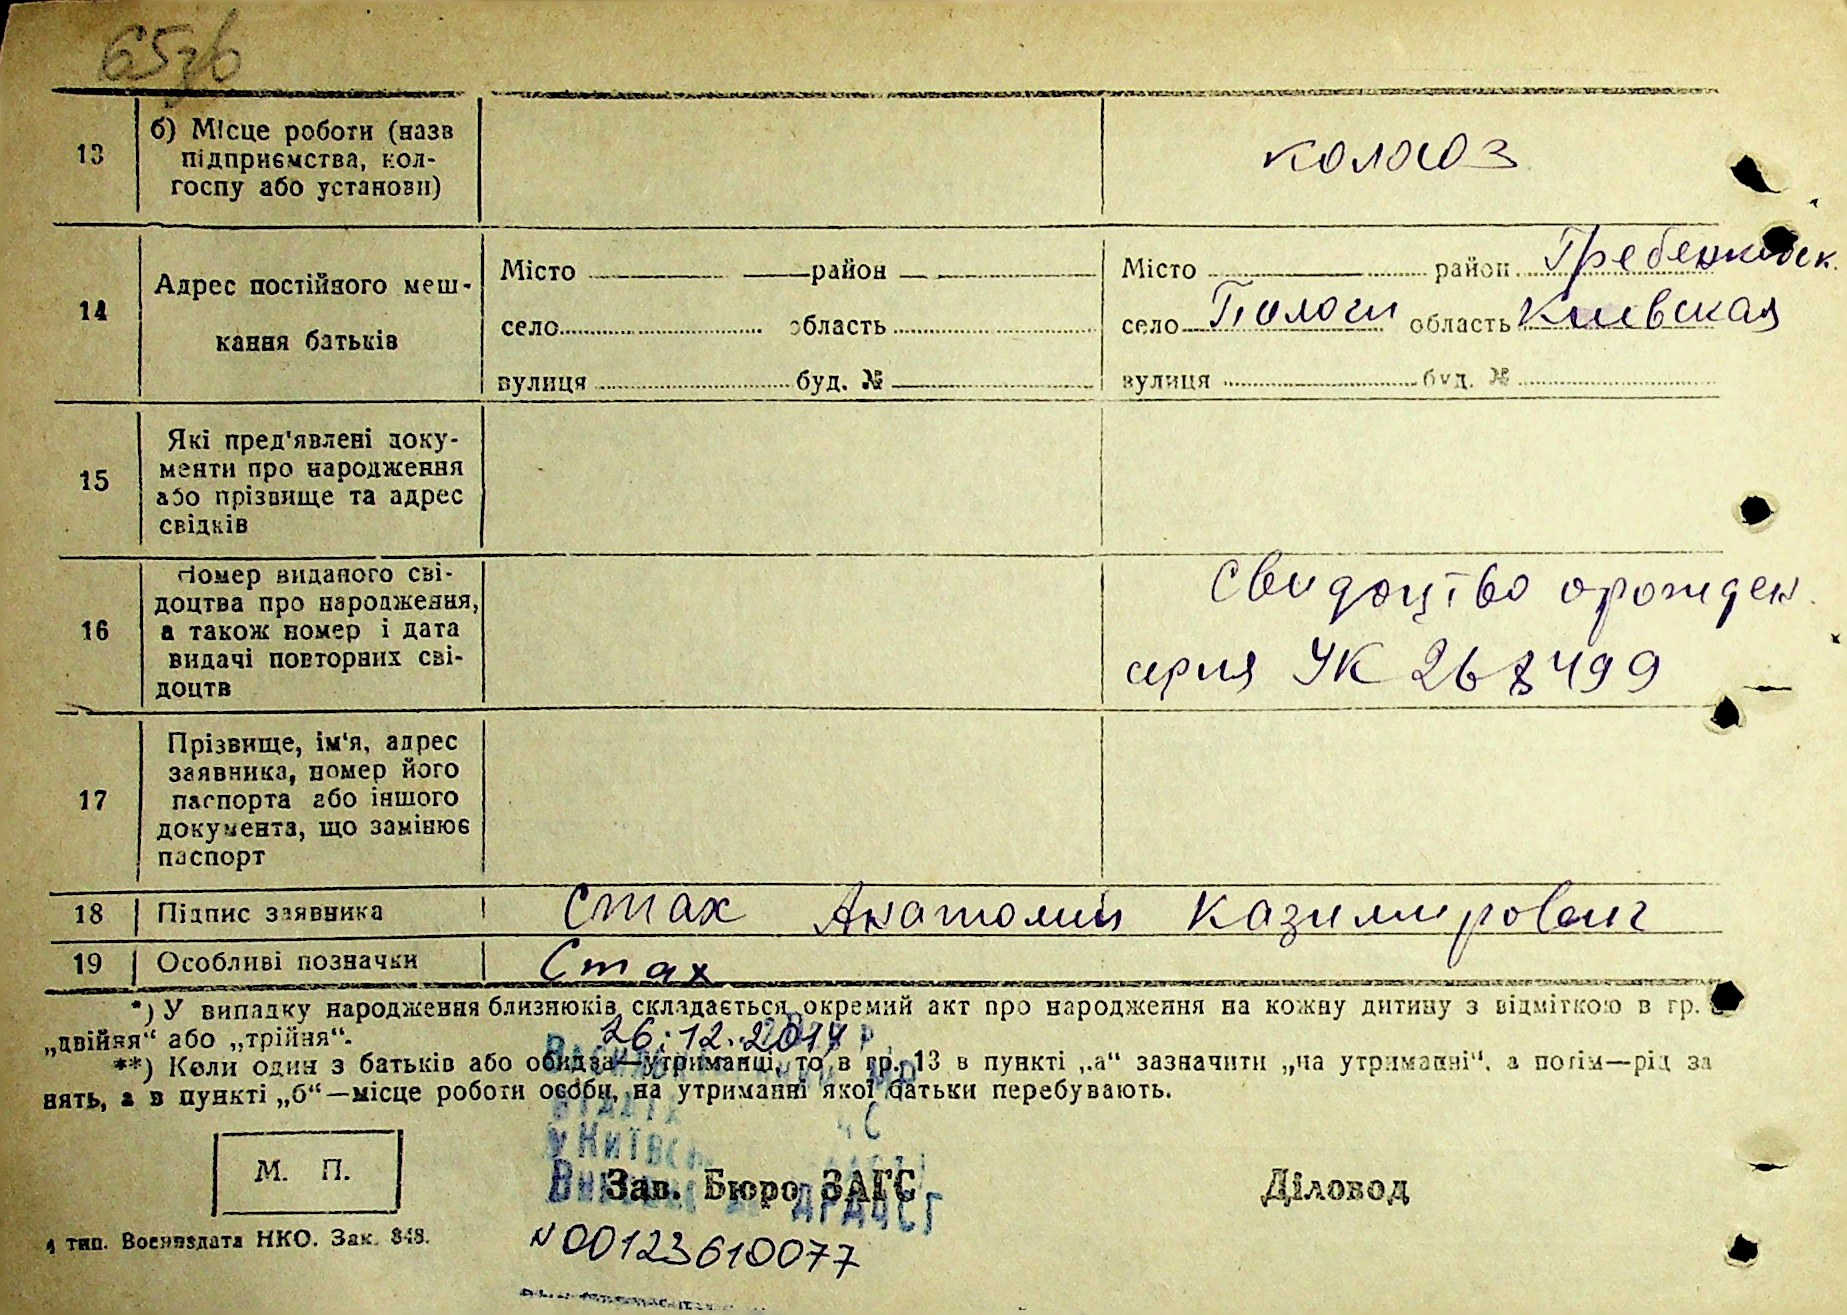 65зв
13
б) Місце роботи (назв
підприємства, кол-
госпу або установи)
колгоз
14
Адрес постійного меш-
кання батьків
Місто район
село область
вулиця буд. №
Місто район Гребенковск.
село Пологи область Киевская
вулиця буд. №
15
Які пред'явлені доку-
менти про народження
або прізвище та адрес
свідків
16
Номер виданого сві-
доцтва про народження,
а також номер і дата
видачі повторних сві-
доцтв
Свидоцтво орожден.
серия УК 268499
17
Прізвище, ім'я, адрес
заявника, номер його
паспорта або іншого
документа, що замінює
паспорт
18 Підпис заявника Стах Анатолий Казимирович
19 Особливі позначки Стах
*) У випадку народження близнюків складається окремий акт про народження на кожну дитину з відміткою в гр.
„двійня“ або „трійня“.
26.12.2014 р.
**) Коли один з батьків або обидва—утриманці, то в гр. 13 в пункті „а“ зазначити „на утриманні“, а потім—рід за
нять, а в пункті „б“—місце роботи особи, на утриманні якої батьки перебувають.
М. П.
Зав. Бюро ЗАГС
Діловод
ДРАЦСГ
4 тип. Воениздата НКО. Зак. 848.
N 00123610077